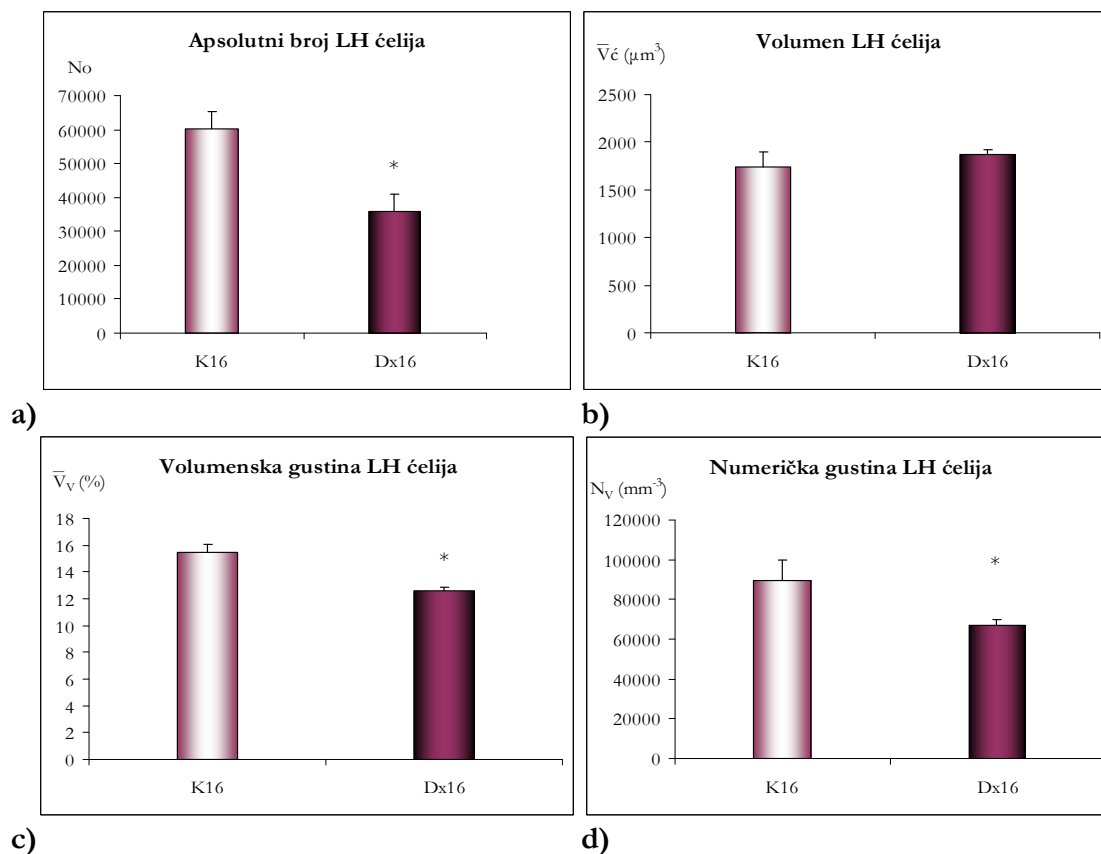 Apsolutni broj LH ćelija
No
70000
60000
50000
40000
30000
20000
10000
0
*
K16
Dx16
a)
Volumen LH ćelija
V̅ć (µm³)
2500
2000
1500
1000
500
0
K16
Dx16
b)
Volumenska gustina LH ćelija
V̅ᵥ (%)
18
16
14
12
10
8
6
4
2
0
*
K16
Dx16
c)
Numerička gustina LH ćelija
Nᵥ (mm⁻³)
120000
100000
80000
60000
40000
20000
0
*
K16
Dx16
d)